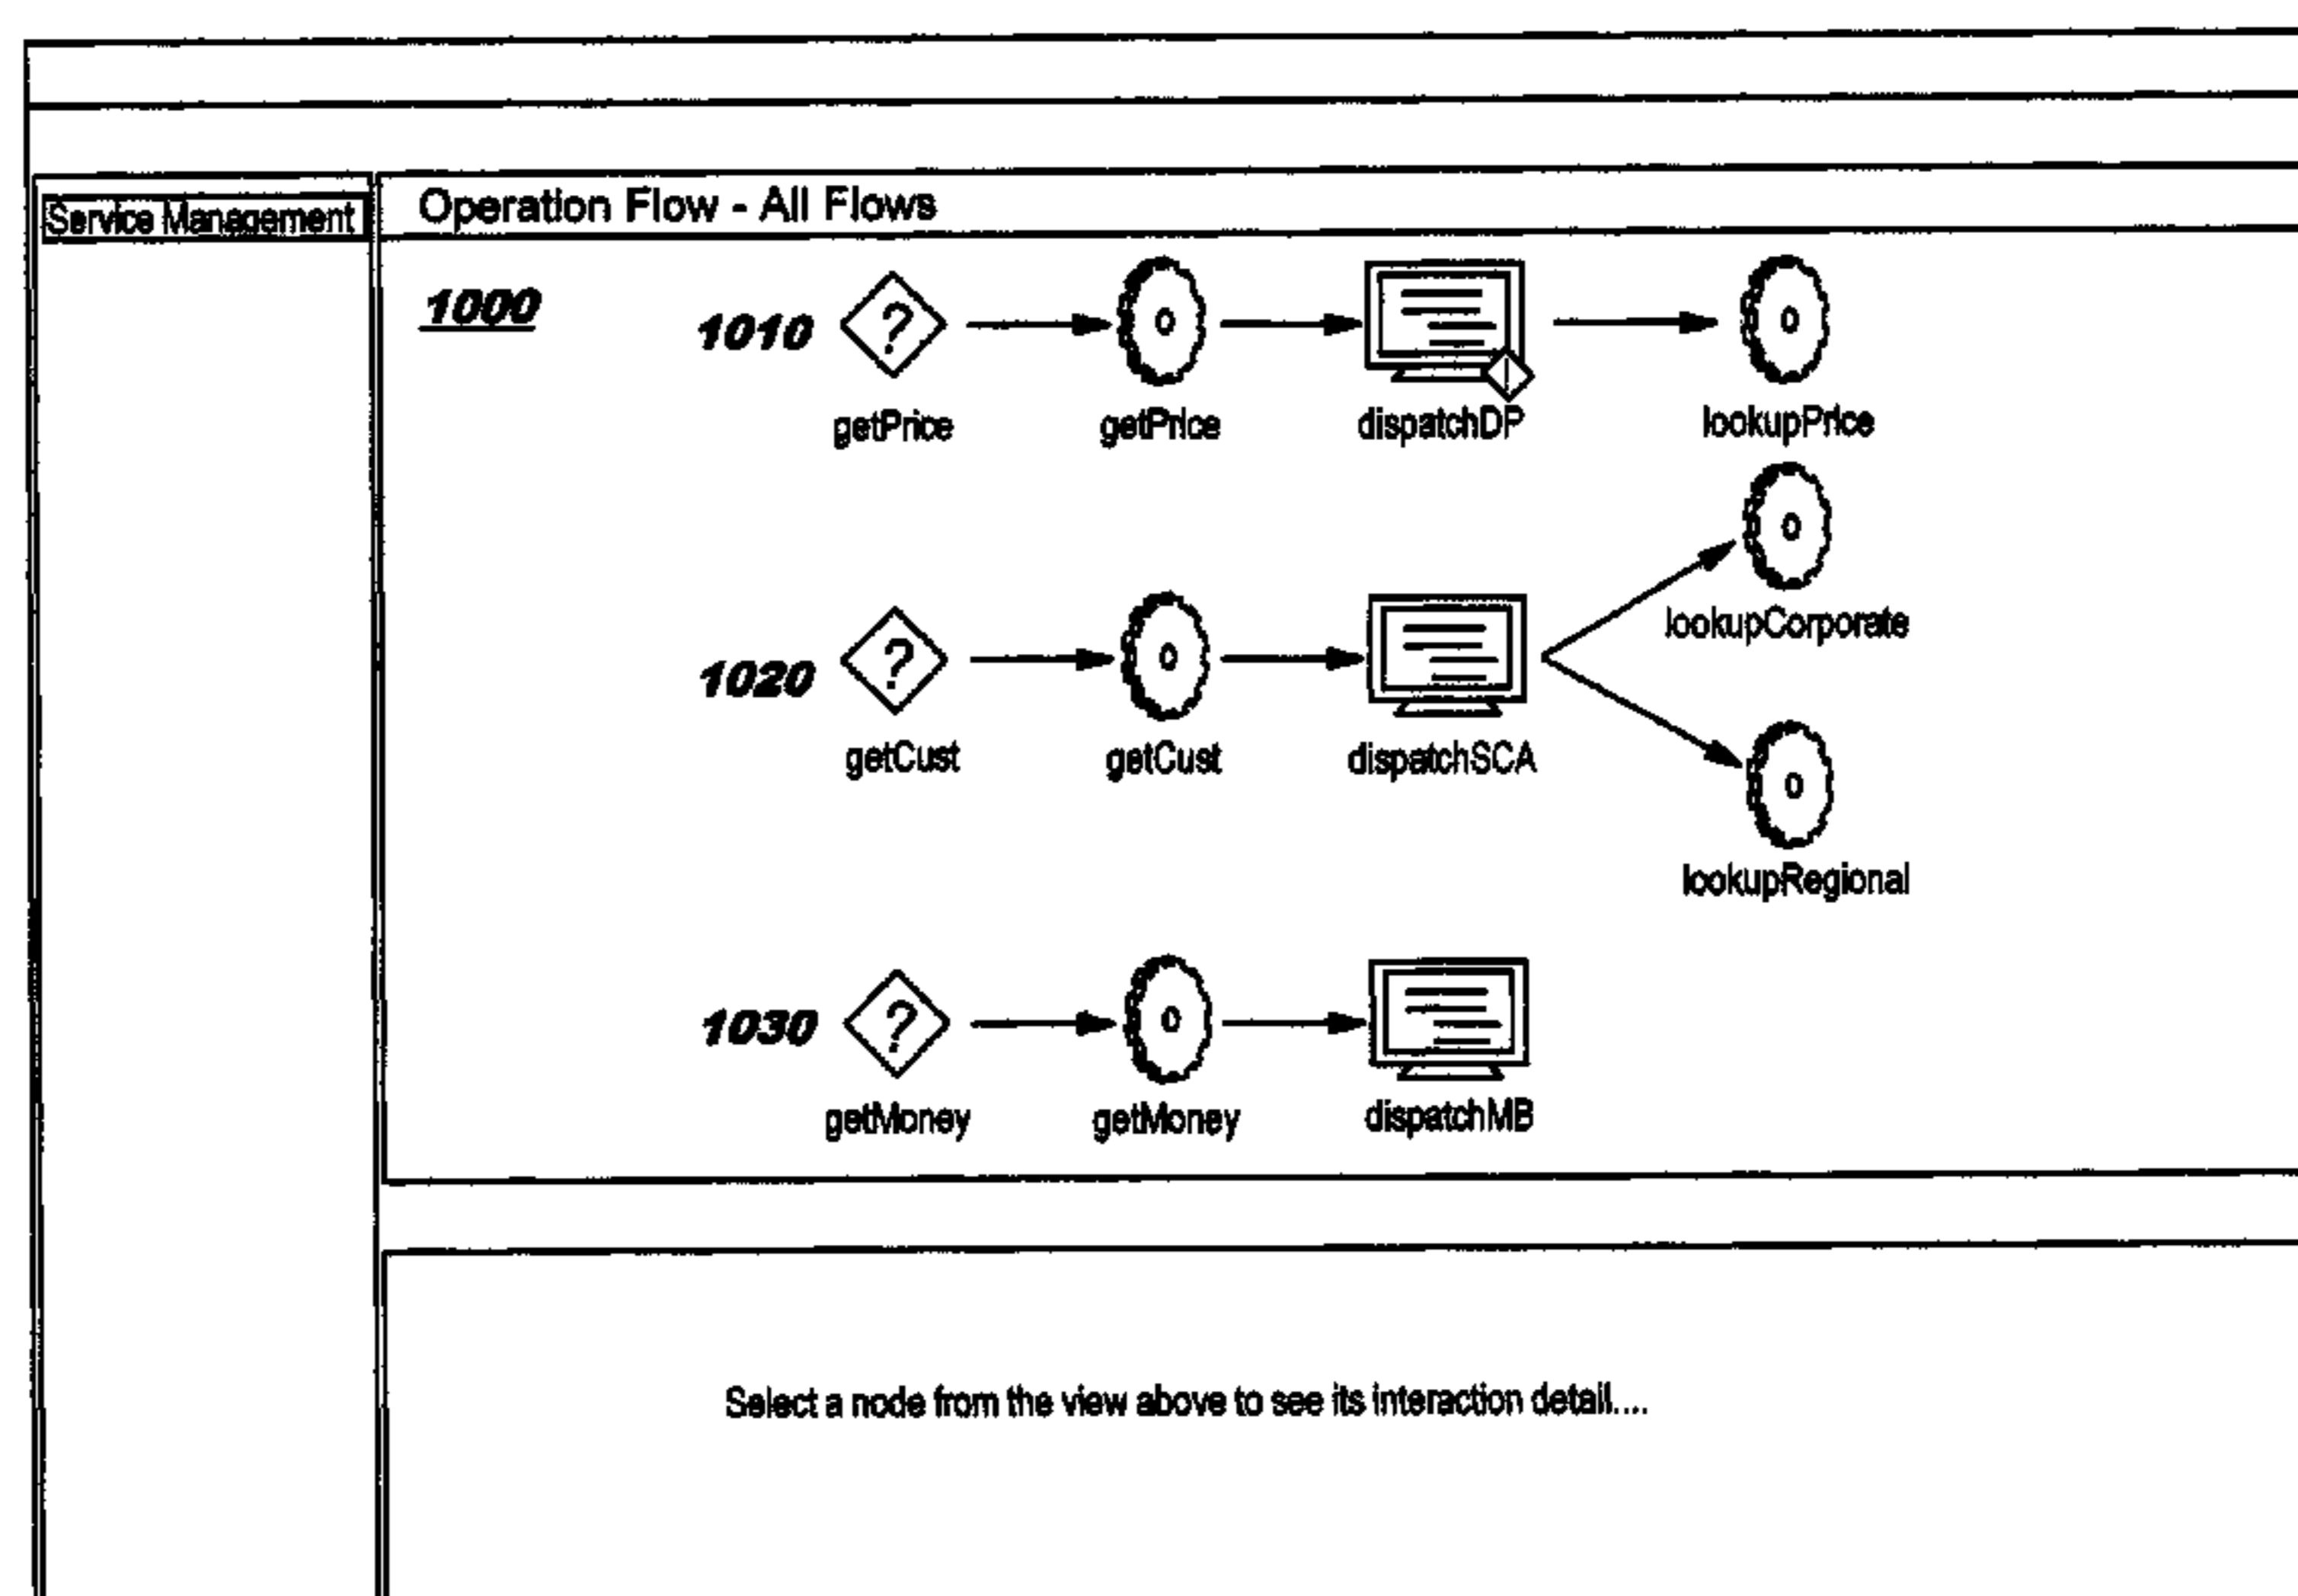 Service Management
Operation Flow - All Flows
1000
1010
?
getPrice
getPrice
dispatchDP
lookupPrice
1020
?
getCust
getCust
dispatchSCA
lookupCorporate
lookupRegional
1030
?
getMoney
getMoney
dispatchMB
Select a node from the view above to see its interaction detail....